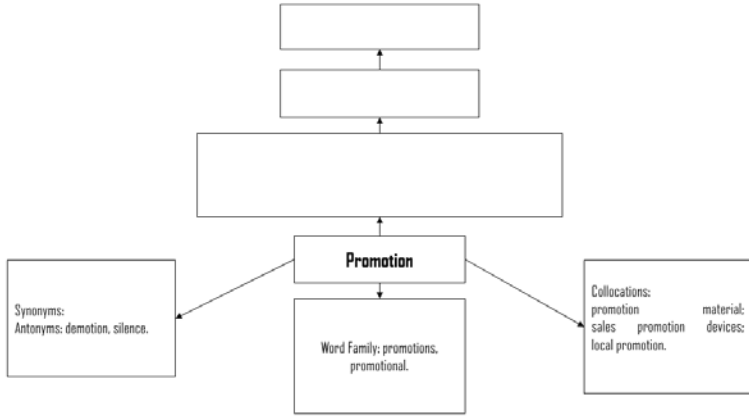 Promotion
Synonyms:
Antonyms: demotion, silence.
Word Family: promotions,
promotional.
Collocations:
promotion material;
sales promotion devices;
local promotion.